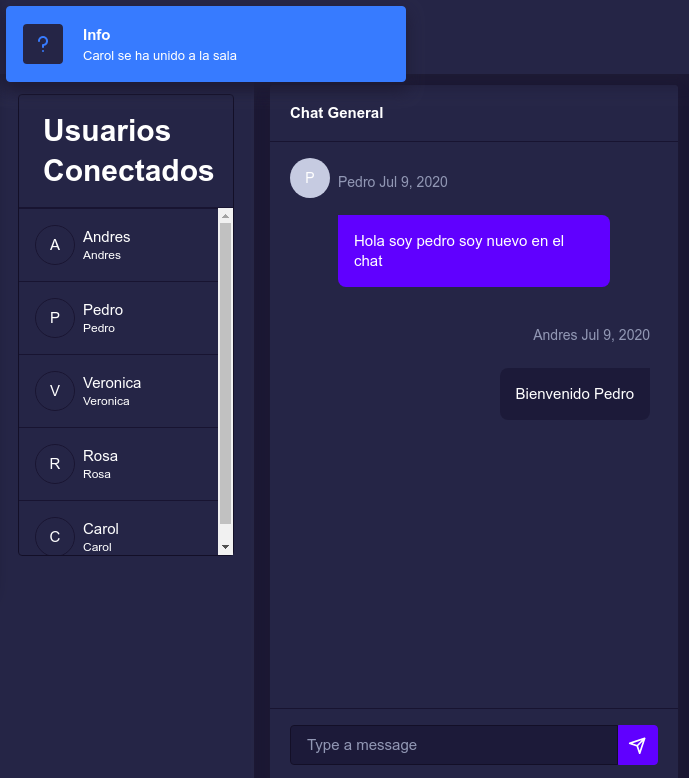 Info
Carol se ha unido a la sala
Usuarios
Conectados
A
Andres
Andres
P
Pedro
Pedro
V
Veronica
Veronica
R
Rosa
Rosa
C
Carol
Carol
Chat General
P
Pedro Jul 9, 2020
Hola soy pedro soy nuevo en el
chat
Andres Jul 9, 2020
Bienvenido Pedro
Type a message